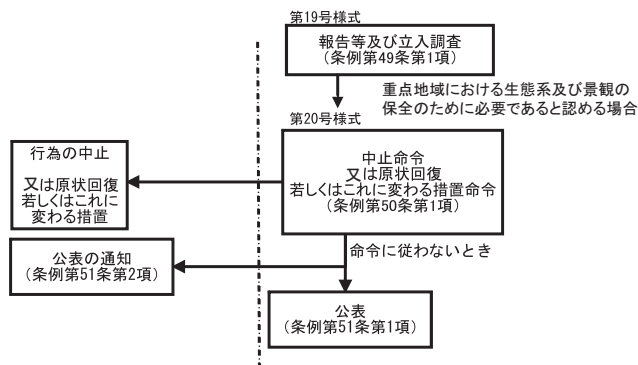 第19号様式
報告等及び立入調査
(条例第49条第1項)
重点地域における生態系及び景観の
保全のために必要であると認める場合
第20号様式
中止命令
又は原状回復
若しくはこれに変わる措置命令
(条例第50条第1項)
行為の中止
又は原状回復
若しくはこれに
変わる措置
命令に従わないとき
公表の通知
(条例第51条第2項)
公表
(条例第51条第1項)